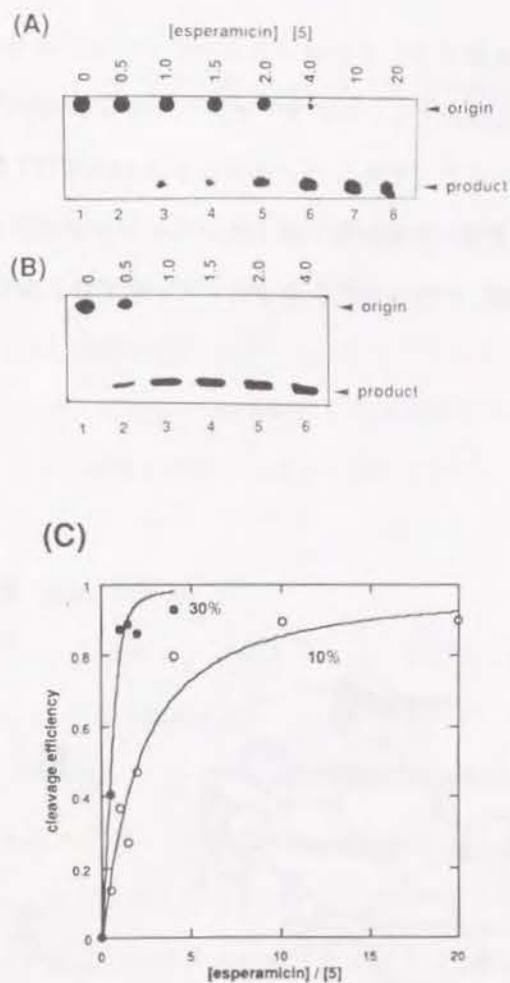 (A)
[esperamicin] [5]
0 0.5 1.0 1.5 2.0 4.0 10 20
origin
product
1 2 3 4 5 6 7 8
(B)
0 0.5 1.0 1.5 2.0 4.0
origin
product
1 2 3 4 5 6
(C)
1
0.8
0.6
0.4
0.2
0
cleavage efficiency
30%
10%
0 5 10 15 20
[esperamicin] / [5]